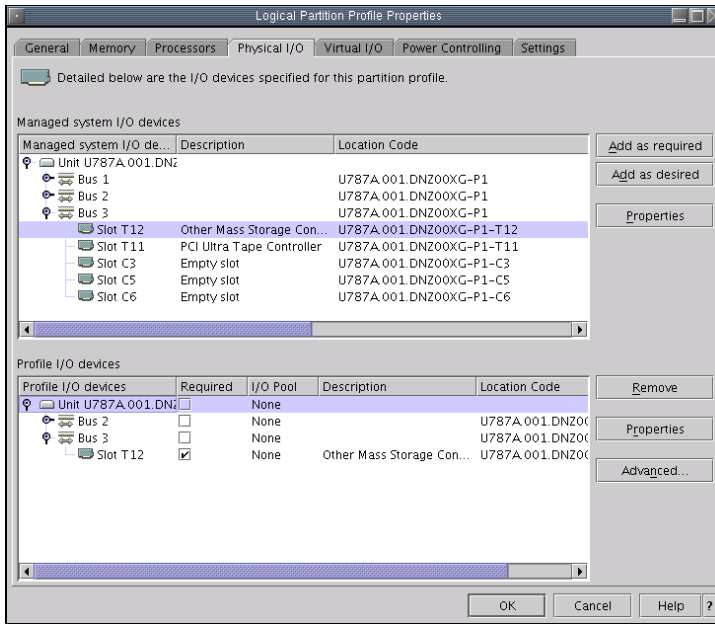 Logical Partition Profile Properties
General Memory Processors Physical I/O Virtual I/O Power Controlling Settings
Detailed below are the I/O devices specified for this partition profile.
Managed system I/O devices
Managed system I/O de... Description Location Code
Unit U787A.001.DNZ
Bus 1 U787A.001.DNZ00XG-P1
Bus 2 U787A.001.DNZ00XG-P1
Bus 3 U787A.001.DNZ00XG-P1
Slot T12 Other Mass Storage Con... U787A.001.DNZ00XG-P1-T12
Slot T11 PCI Ultra Tape Controller U787A.001.DNZ00XG-P1-T11
Slot C3 Empty slot U787A.001.DNZ00XG-P1-C3
Slot C5 Empty slot U787A.001.DNZ00XG-P1-C5
Slot C6 Empty slot U787A.001.DNZ00XG-P1-C6
Add as required
Add as desired
Properties
Profile I/O devices
Profile I/O devices Required I/O Pool Description Location Code
Unit U787A.001.DNZ None
Bus 2 None U787A.001.DNZ00
Bus 3 None U787A.001.DNZ00
Slot T12 None Other Mass Storage Con... U787A.001.DNZ00
Remove
Properties
Advanced...
OK Cancel Help ?